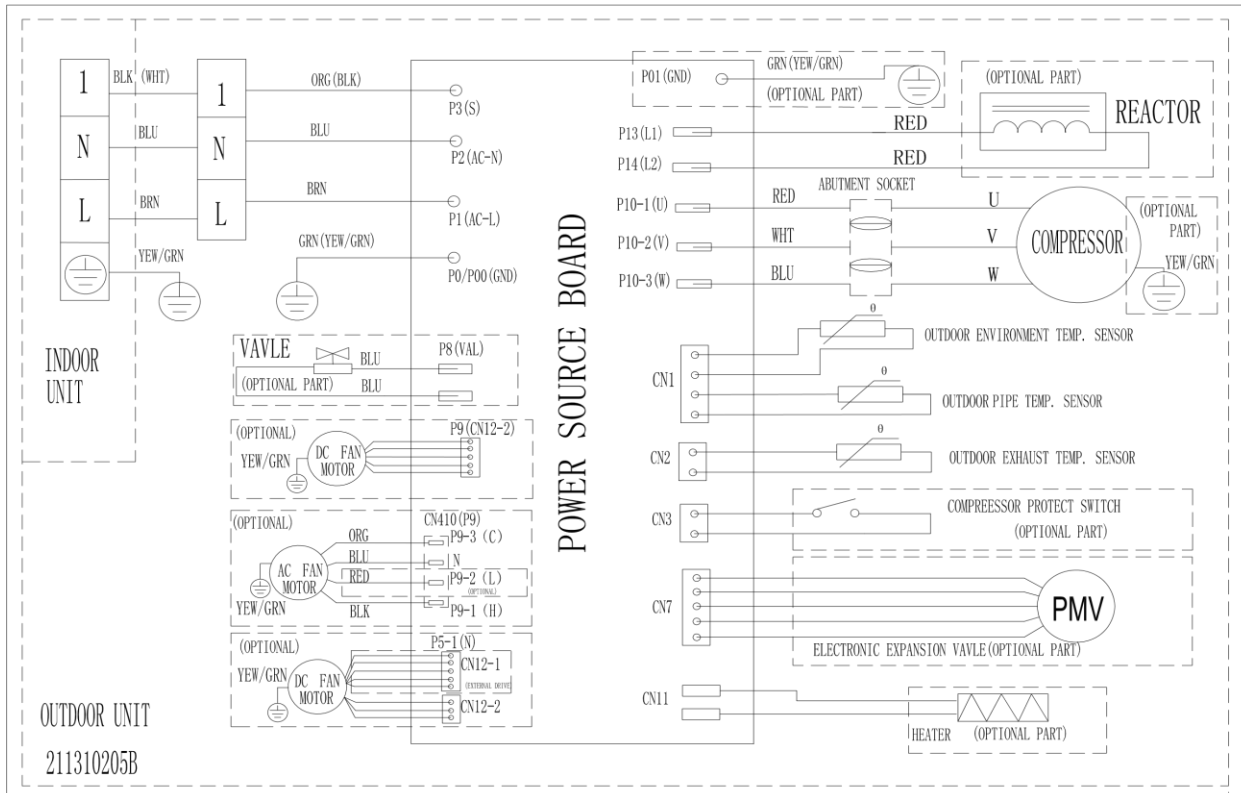 1
BLK (WHT)
1
ORG(BLK)
P3(S)
N
BLU
N
BLU
P2(AC-N)
L
BRN
L
BRN
P1(AC-L)
YEW/GRN
GRN(YEW/GRN)
P0/P00(GND)
INDOOR
UNIT
VAVLE
P8(VAL)
BLU
(OPTIONAL PART)
BLU
(OPTIONAL)
P9(CN12-2)
DC FAN
MOTOR
YEW/GRN
(OPTIONAL)
CN410(P9)
ORG
P9-3 (C)
BLU
N
AC FAN
MOTOR
RED
P9-2 (L)
(OPTIONAL)
YEW/GRN
BLK
P9-1 (H)
(OPTIONAL)
P5-1(N)
YEW/GRN
DC FAN
MOTOR
CN12-1
(EXTERNAL DRIVE)
CN12-2
OUTDOOR UNIT
211310205B
POWER SOURCE BOARD
P01(GND)
GRN(YEW/GRN)
(OPTIONAL PART)
(OPTIONAL PART)
REACTOR
P13(L1)
RED
P14(L2)
RED
ABUTMENT SOCKET
P10-1(U)
RED
U
P10-2(V)
WHT
V
P10-3(W)
BLU
W
COMPRESSOR
(OPTIONAL
PART)
YEW/GRN
θ
OUTDOOR ENVIRONMENT TEMP. SENSOR
CN1
θ
OUTDOOR PIPE TEMP. SENSOR
θ
CN2
OUTDOOR EXHAUST TEMP. SENSOR
CN3
COMPREESSOR PROTECT SWITCH
(OPTIONAL PART)
CN7
PMV
ELECTRONIC EXPANSION VAVLE(OPTIONAL PART)
CN11
HEATER
(OPTIONAL PART)